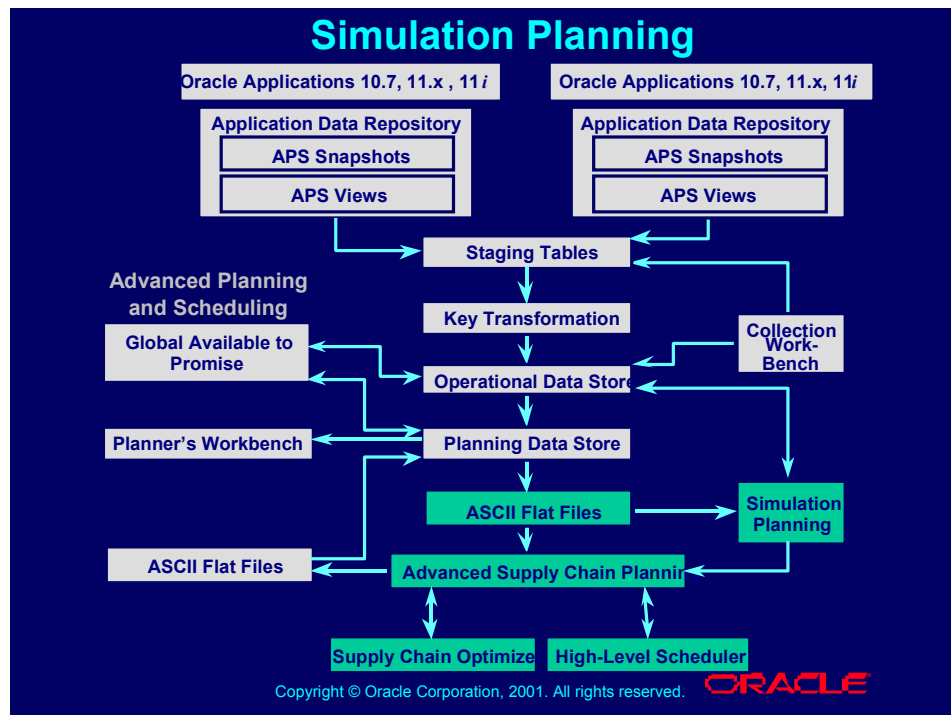 Simulation Planning
Oracle Applications 10.7, 11.x , 11i
Oracle Applications 10.7, 11.x, 11i
Application Data Repository
APS Snapshots
APS Views
Application Data Repository
APS Snapshots
APS Views
Staging Tables
Advanced Planning
and Scheduling
Key Transformation
Global Available to
Promise
Collection
Work-
Bench
Operational Data Store
Planner's Workbench
Planning Data Store
ASCII Flat Files
Simulation
Planning
ASCII Flat Files
Advanced Supply Chain Plannin
Supply Chain Optimize
High-Level Scheduler
Copyright © Oracle Corporation, 2001. All rights reserved.
ORACLE